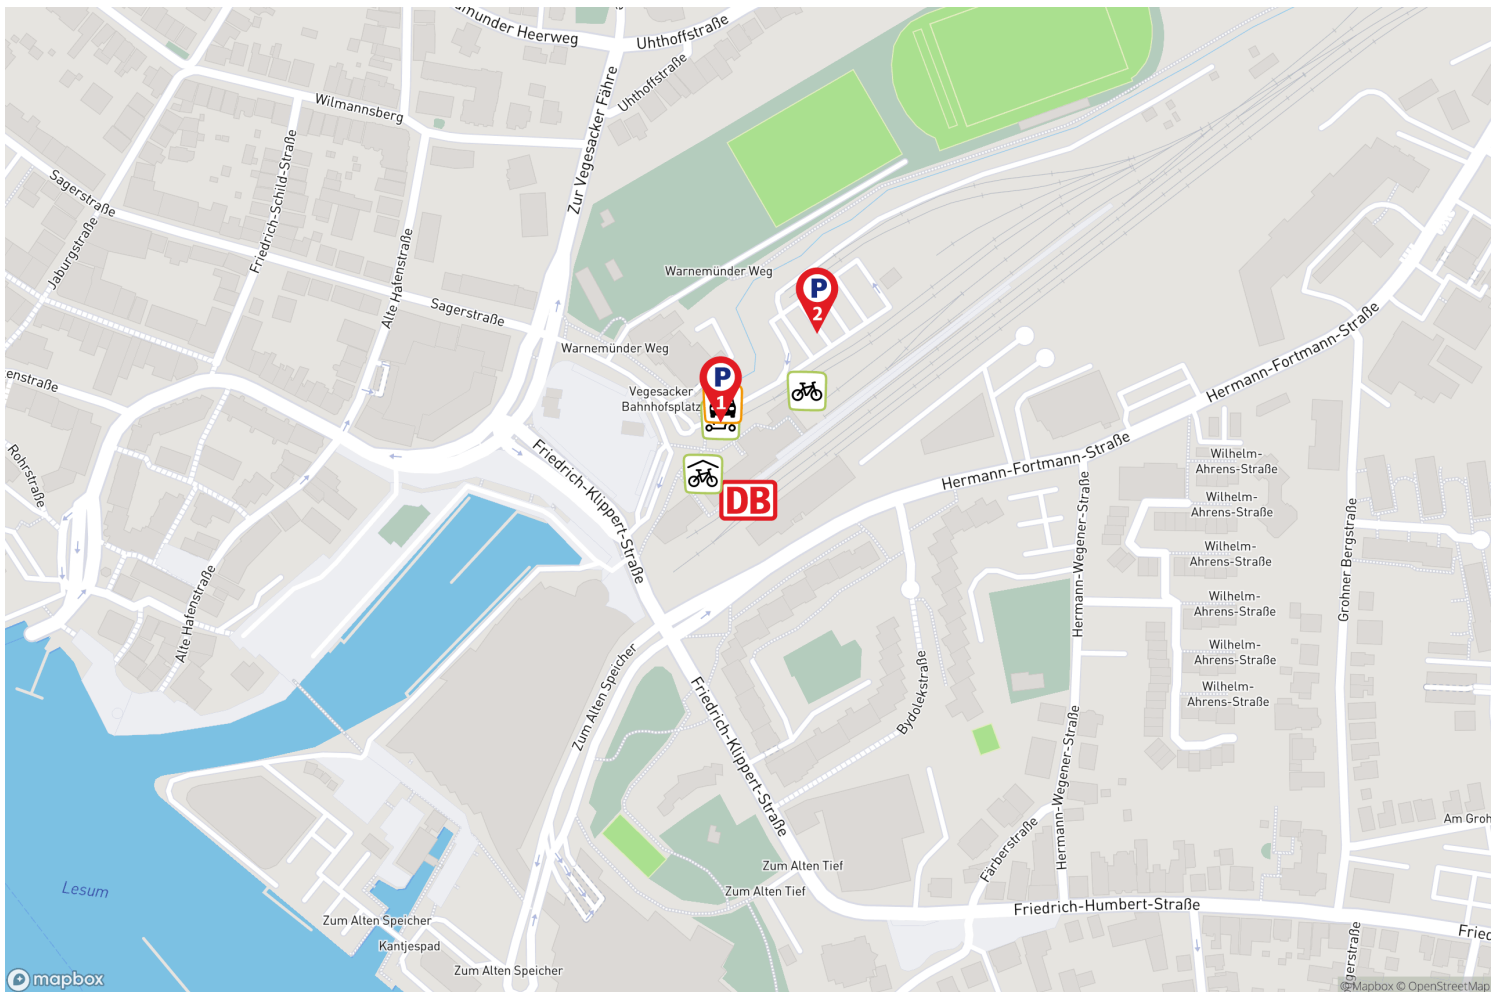 munder Heerweg
Uhthoffstraße
Uhthoffstraße
Zur Vegesacker Fähre
Wilmannsberg
Sagerstraße
Friedrich-Schild-Straße
Jaburgstraße
Alte Hafenstraße
Sagerstraße
Warnemünder Weg
Warnemünder Weg
P
2
P
1
Vegesacker
Bahnhofsplatz
enstraße
Rohrstraße
Friedrich-Klippert-Straße
DB
Hermann-Fortmann-Straße
Hermann-Fortmann-Straße
Wilhelm-
Ahrens-Straße
Wilhelm-
Ahrens-Straße
Wilhelm-
Ahrens-Straße
Wilhelm-
Ahrens-Straße
Wilhelm-
Ahrens-Straße
Wilhelm-
Ahrens-Straße
Hermann-Wegener-Straße
Grohner Bergstraße
Alte Hafenstraße
Zum Alten Speicher
Bydolekstraße
Friedrich-Klippert-Straße
Hermann-Wegener-Straße
Färberstraße
Am Groh
Zum Alten Tief
Zum Alten Tief
Lesum
Friedrich-Humbert-Straße
Fried
Zum Alten Speicher
Kantjespad
Zum Alten Speicher
gerstraße
mapbox
© Mapbox © OpenStreetMap